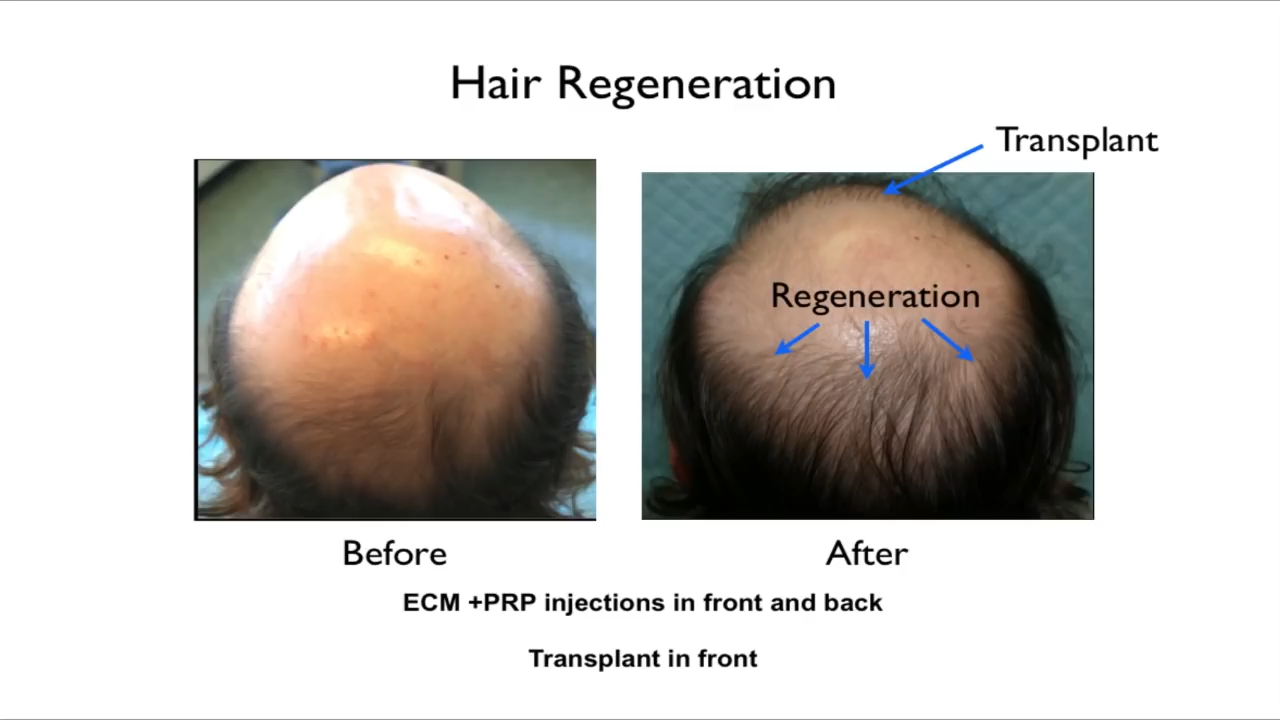 Hair Regeneration
Transplant
Regeneration
Before
After
ECM +PRP injections in front and back
Transplant in front